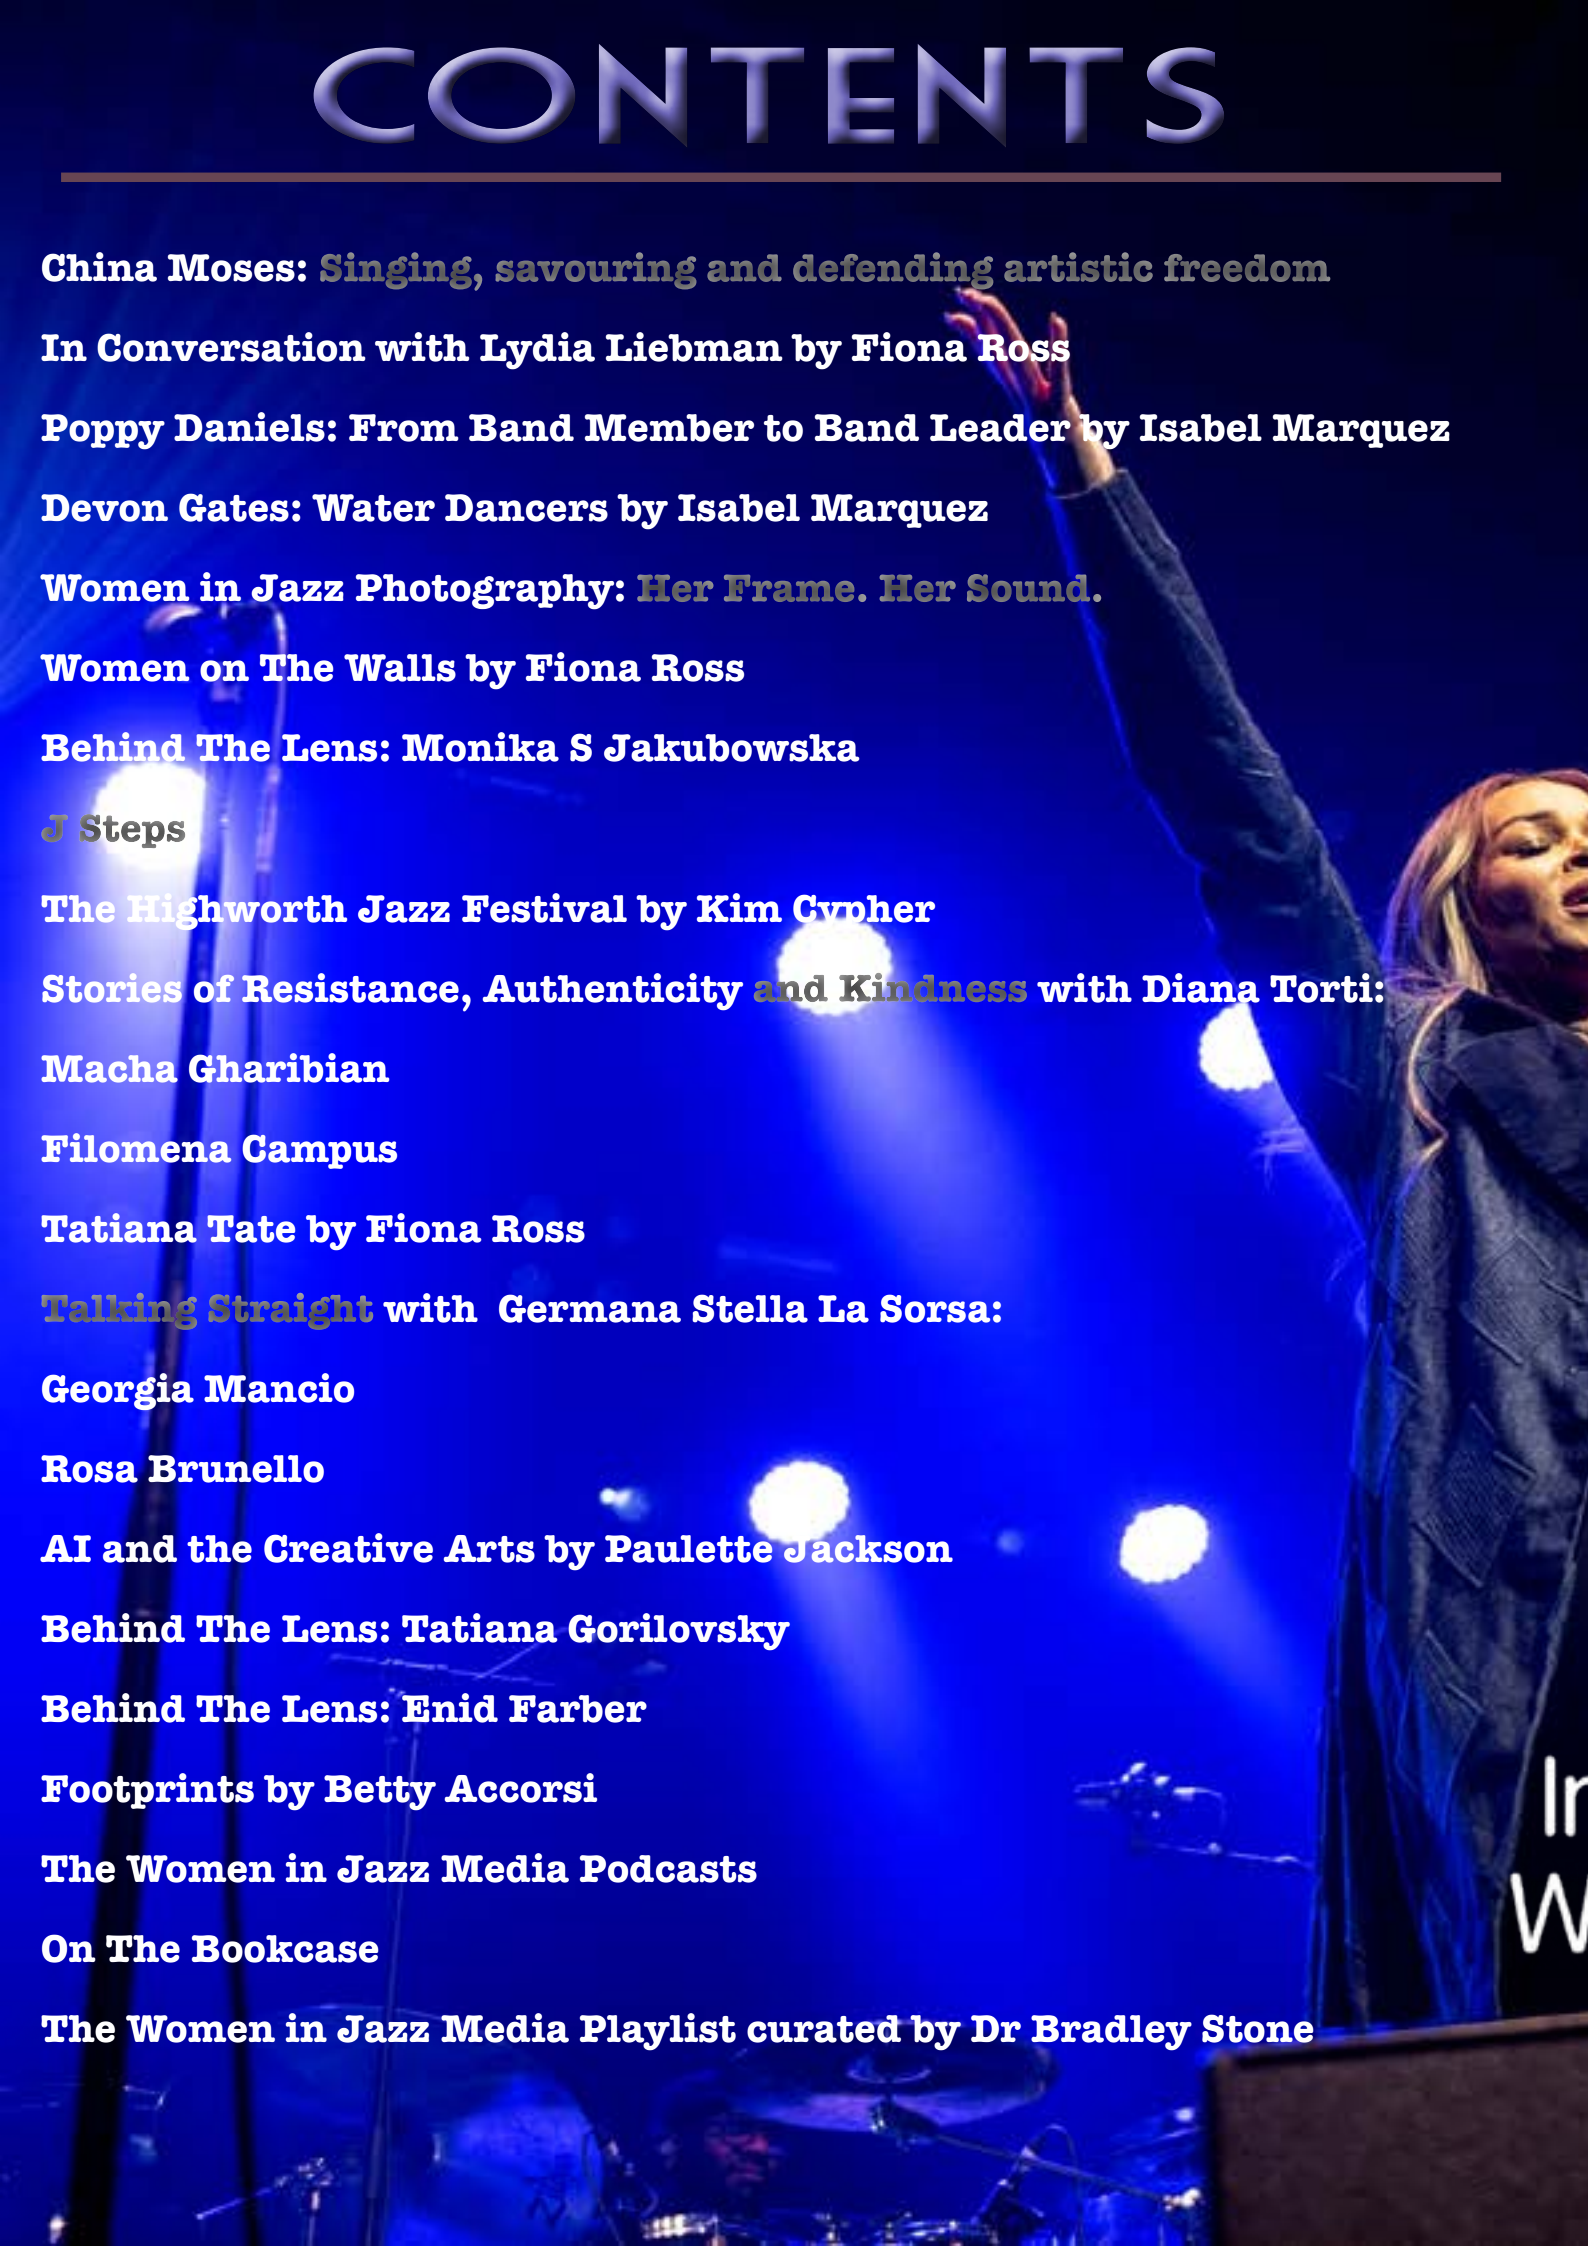 CONTENTS
China Moses: Singing, savouring and defending artistic freedom
In Conversation with Lydia Liebman by Fiona Ross
Poppy Daniels: From Band Member to Band Leader by Isabel Marquez
Devon Gates: Water Dancers by Isabel Marquez
Women in Jazz Photography: Her Frame. Her Sound.
Women on The Walls by Fiona Ross
Behind The Lens: Monika S Jakubowska
J Steps
The Highworth Jazz Festival by Kim Cypher
Stories of Resistance, Authenticity and Kindness with Diana Torti:
Macha Gharibian
Filomena Campus
Tatiana Tate by Fiona Ross
Talking Straight with  Germana Stella La Sorsa:
Georgia Mancio
Rosa Brunello
AI and the Creative Arts by Paulette Jackson
Behind The Lens: Tatiana Gorilovsky
Behind The Lens: Enid Farber
Footprints by Betty Accorsi
The Women in Jazz Media Podcasts
On The Bookcase
The Women in Jazz Media Playlist curated by Dr Bradley Stone